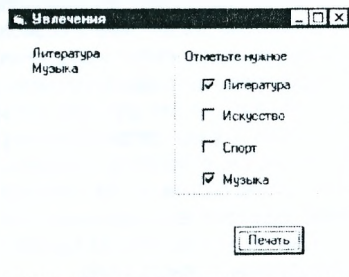 Увлечения
Литература
Музыка
Отметьте нужное
Литература
Искусство
Спорт
Музыка
Печать